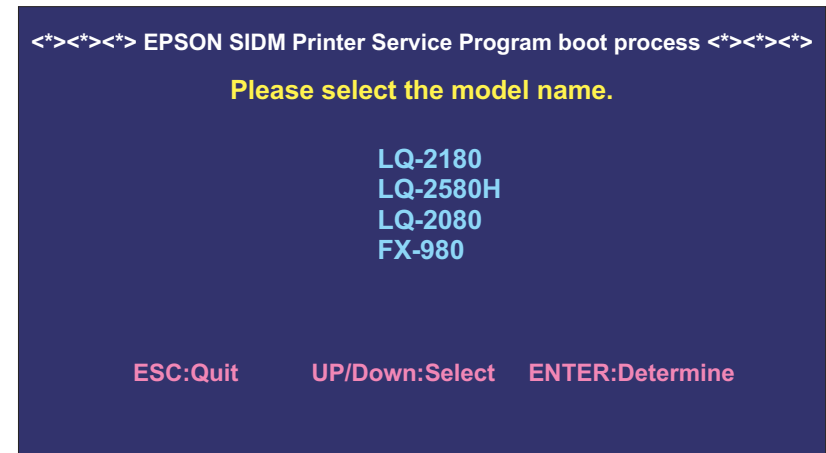 <*><*><*> EPSON SIDM Printer Service Program boot process <*><*><*>
Please select the model name.
LQ-2180
LQ-2580H
LQ-2080
FX-980
ESC:Quit UP/Down:Select ENTER:Determine